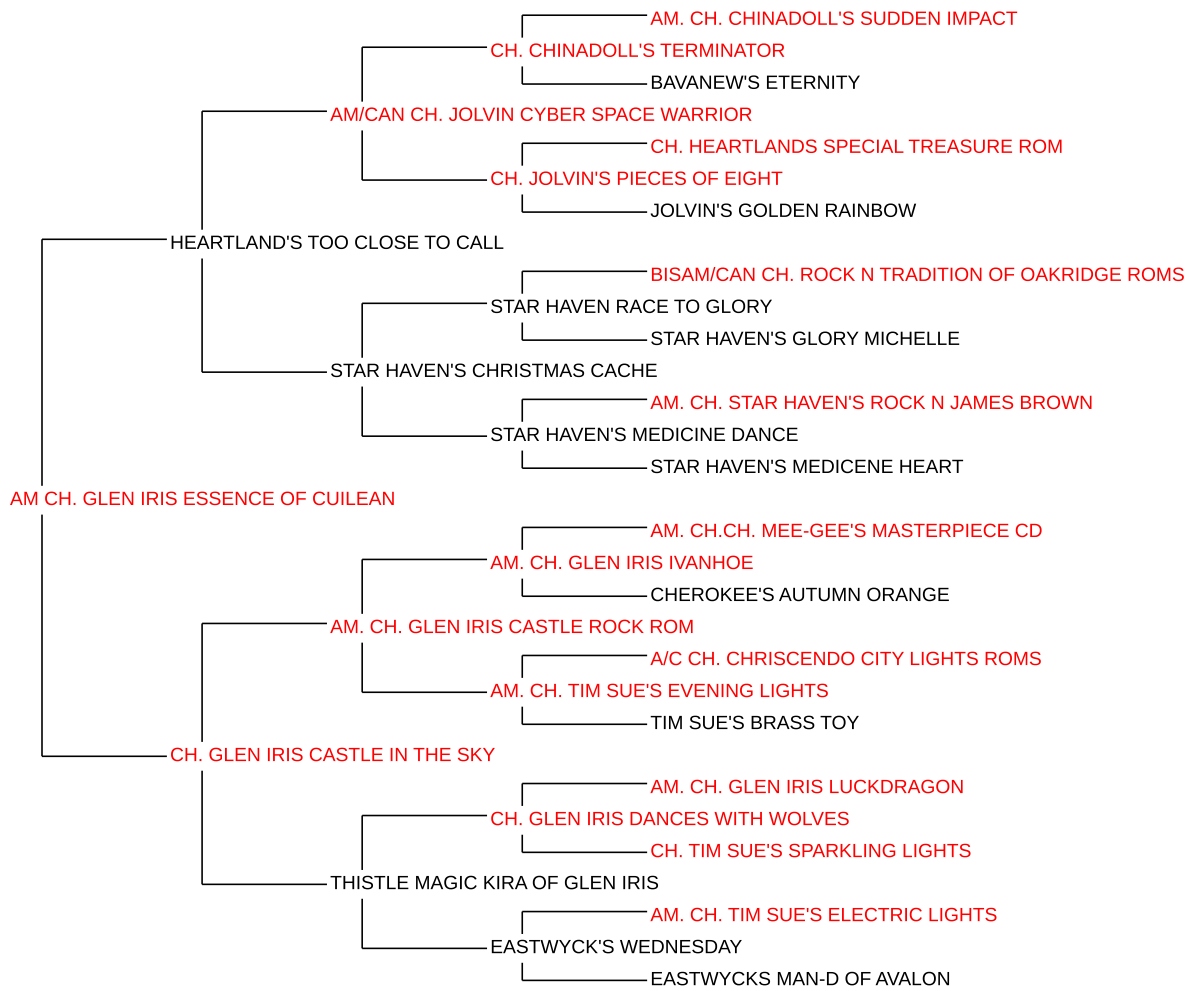 AM. CH. CHINADOLL'S SUDDEN IMPACT
CH. CHINADOLL'S TERMINATOR
BAVANEW'S ETERNITY
AM/CAN CH. JOLVIN CYBER SPACE WARRIOR
CH. HEARTLANDS SPECIAL TREASURE ROM
CH. JOLVIN'S PIECES OF EIGHT
JOLVIN'S GOLDEN RAINBOW
HEARTLAND'S TOO CLOSE TO CALL
BISAM/CAN CH. ROCK N TRADITION OF OAKRIDGE ROMS
STAR HAVEN RACE TO GLORY
STAR HAVEN'S GLORY MICHELLE
STAR HAVEN'S CHRISTMAS CACHE
AM. CH. STAR HAVEN'S ROCK N JAMES BROWN
STAR HAVEN'S MEDICINE DANCE
STAR HAVEN'S MEDICENE HEART
AM CH. GLEN IRIS ESSENCE OF CUILEAN
AM. CH.CH. MEE-GEE'S MASTERPIECE CD
AM. CH. GLEN IRIS IVANHOE
CHEROKEE'S AUTUMN ORANGE
AM. CH. GLEN IRIS CASTLE ROCK ROM
A/C CH. CHRISCENDO CITY LIGHTS ROMS
AM. CH. TIM SUE'S EVENING LIGHTS
TIM SUE'S BRASS TOY
CH. GLEN IRIS CASTLE IN THE SKY
AM. CH. GLEN IRIS LUCKDRAGON
CH. GLEN IRIS DANCES WITH WOLVES
CH. TIM SUE'S SPARKLING LIGHTS
THISTLE MAGIC KIRA OF GLEN IRIS
AM. CH. TIM SUE'S ELECTRIC LIGHTS
EASTWYCK'S WEDNESDAY
EASTWYCKS MAN-D OF AVALON